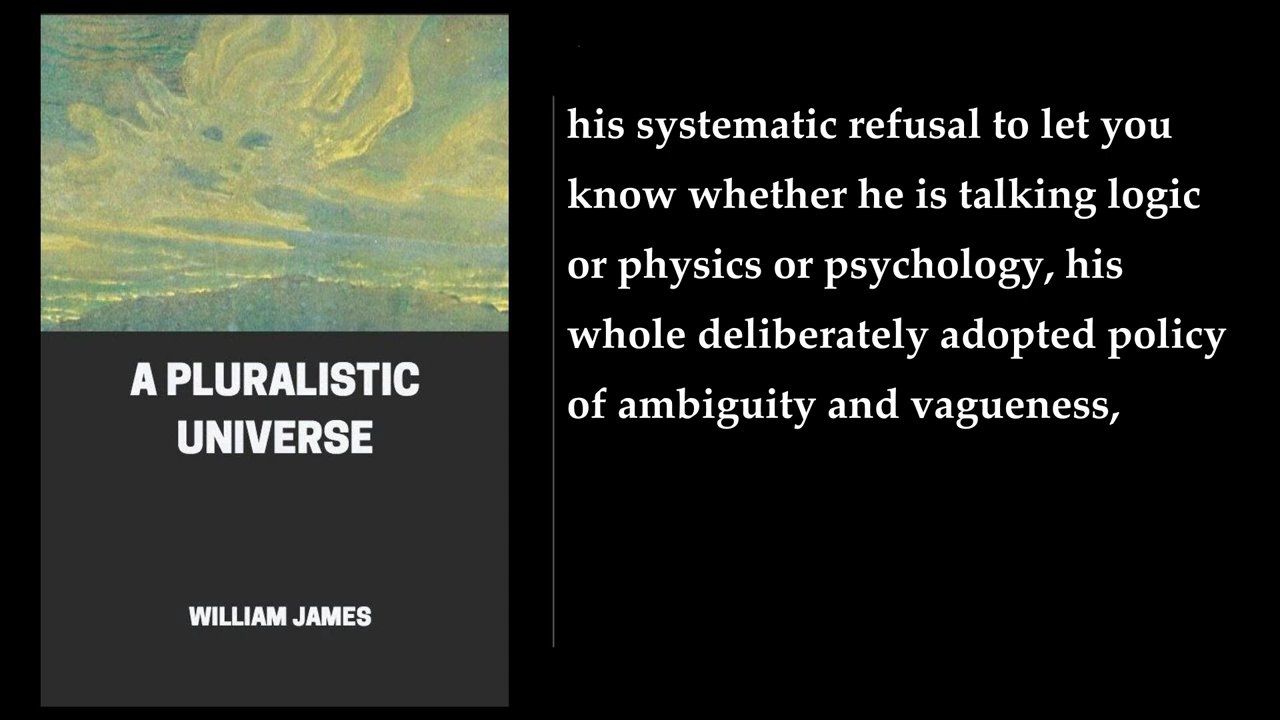 A PLURALISTIC
UNIVERSE
WILLIAM JAMES
his systematic refusal to let you
know whether he is talking logic
or physics or psychology, his
whole deliberately adopted policy
of ambiguity and vagueness,